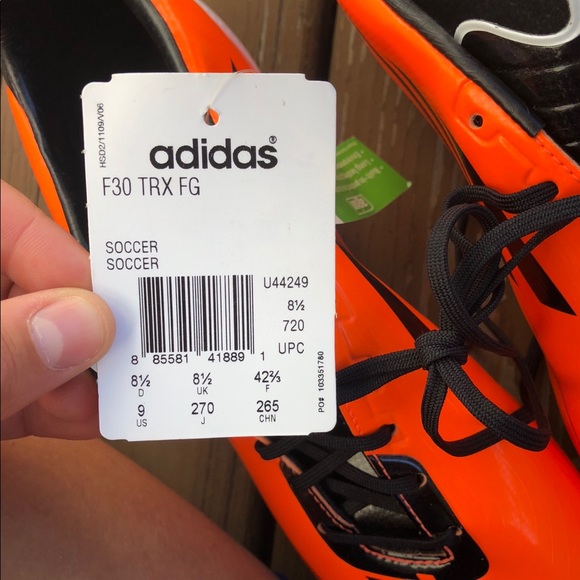 HSD2/1109/V06
adidas®
F30 TRX FG
SOCCER
SOCCER
U44249
8½
720
UPC
8 85581 41889 1
8½ 8½ 42⅔
D UK F
9 270 265
US J CHN
PO# 103351780